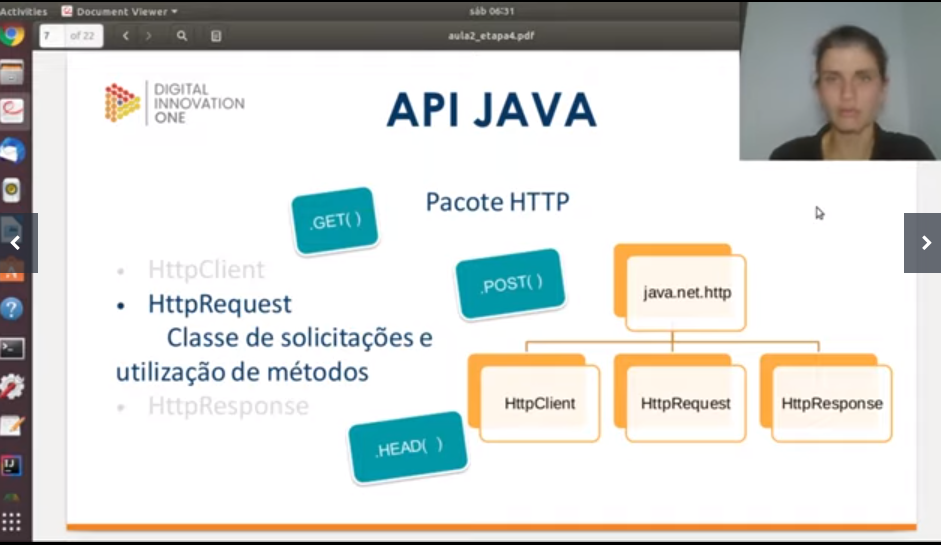 Activities
Document Viewer
sáb 06:31
7
of 22
aula2_etapa4.pdf
DIGITAL
INNOVATION
ONE
API JAVA
Pacote HTTP
.GET( )
.POST( )
• HttpClient
• HttpRequest
Classe de solicitações e
utilização de métodos
• HttpResponse
.HEAD( )
java.net.http
HttpClient
HttpRequest
HttpResponse